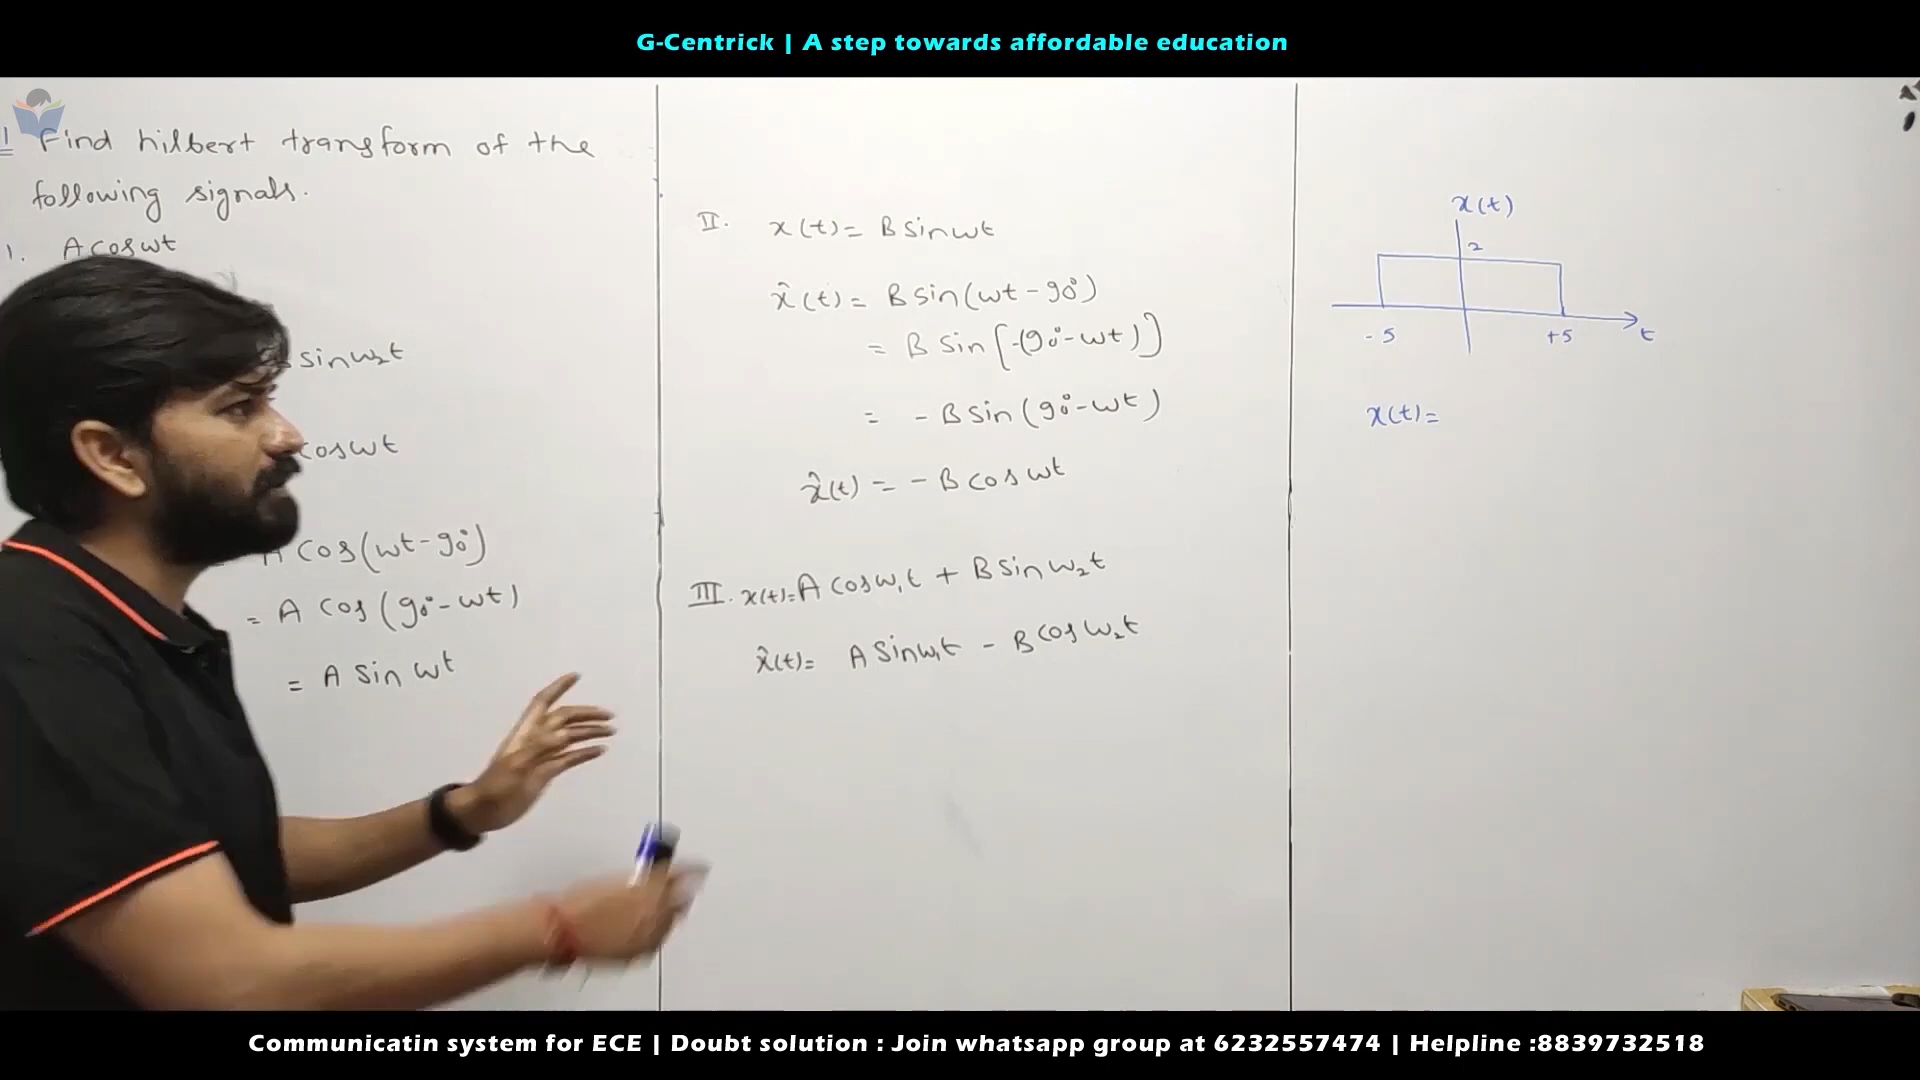 G-Centrick | A step towards affordable education
1 Find hilbert transform of the
following signals.
1. A cos ωt
sin ω₂t
cos ωt
A cos(ωt-90°)
= A cos(90°-ωt)
= A sin ωt
II. x(t)= B sin ωt
x̂(t)= B sin(ωt-90°)
= B sin[-(90°-ωt)]
= -B sin(90°-ωt)
x̂(t) = -B cos ωt
III. x(t)=A cos ω₁t + B sin ω₂t
x̂(t)= A sin ω₁t - B cos ω₂t
x(t)
2
-5 +5 t
x(t)=
Communicatin system for ECE | Doubt solution : Join whatsapp group at 6232557474 | Helpline :8839732518